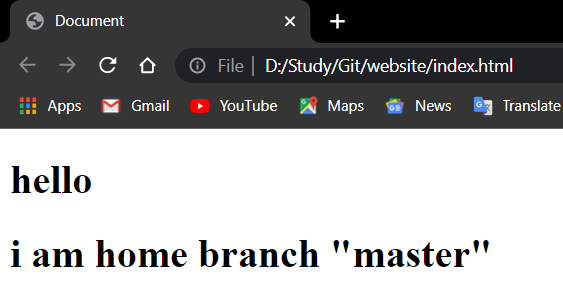 Document
File | D:/Study/Git/website/index.html
Apps Gmail YouTube Maps News Translate
hello
i am home branch "master"